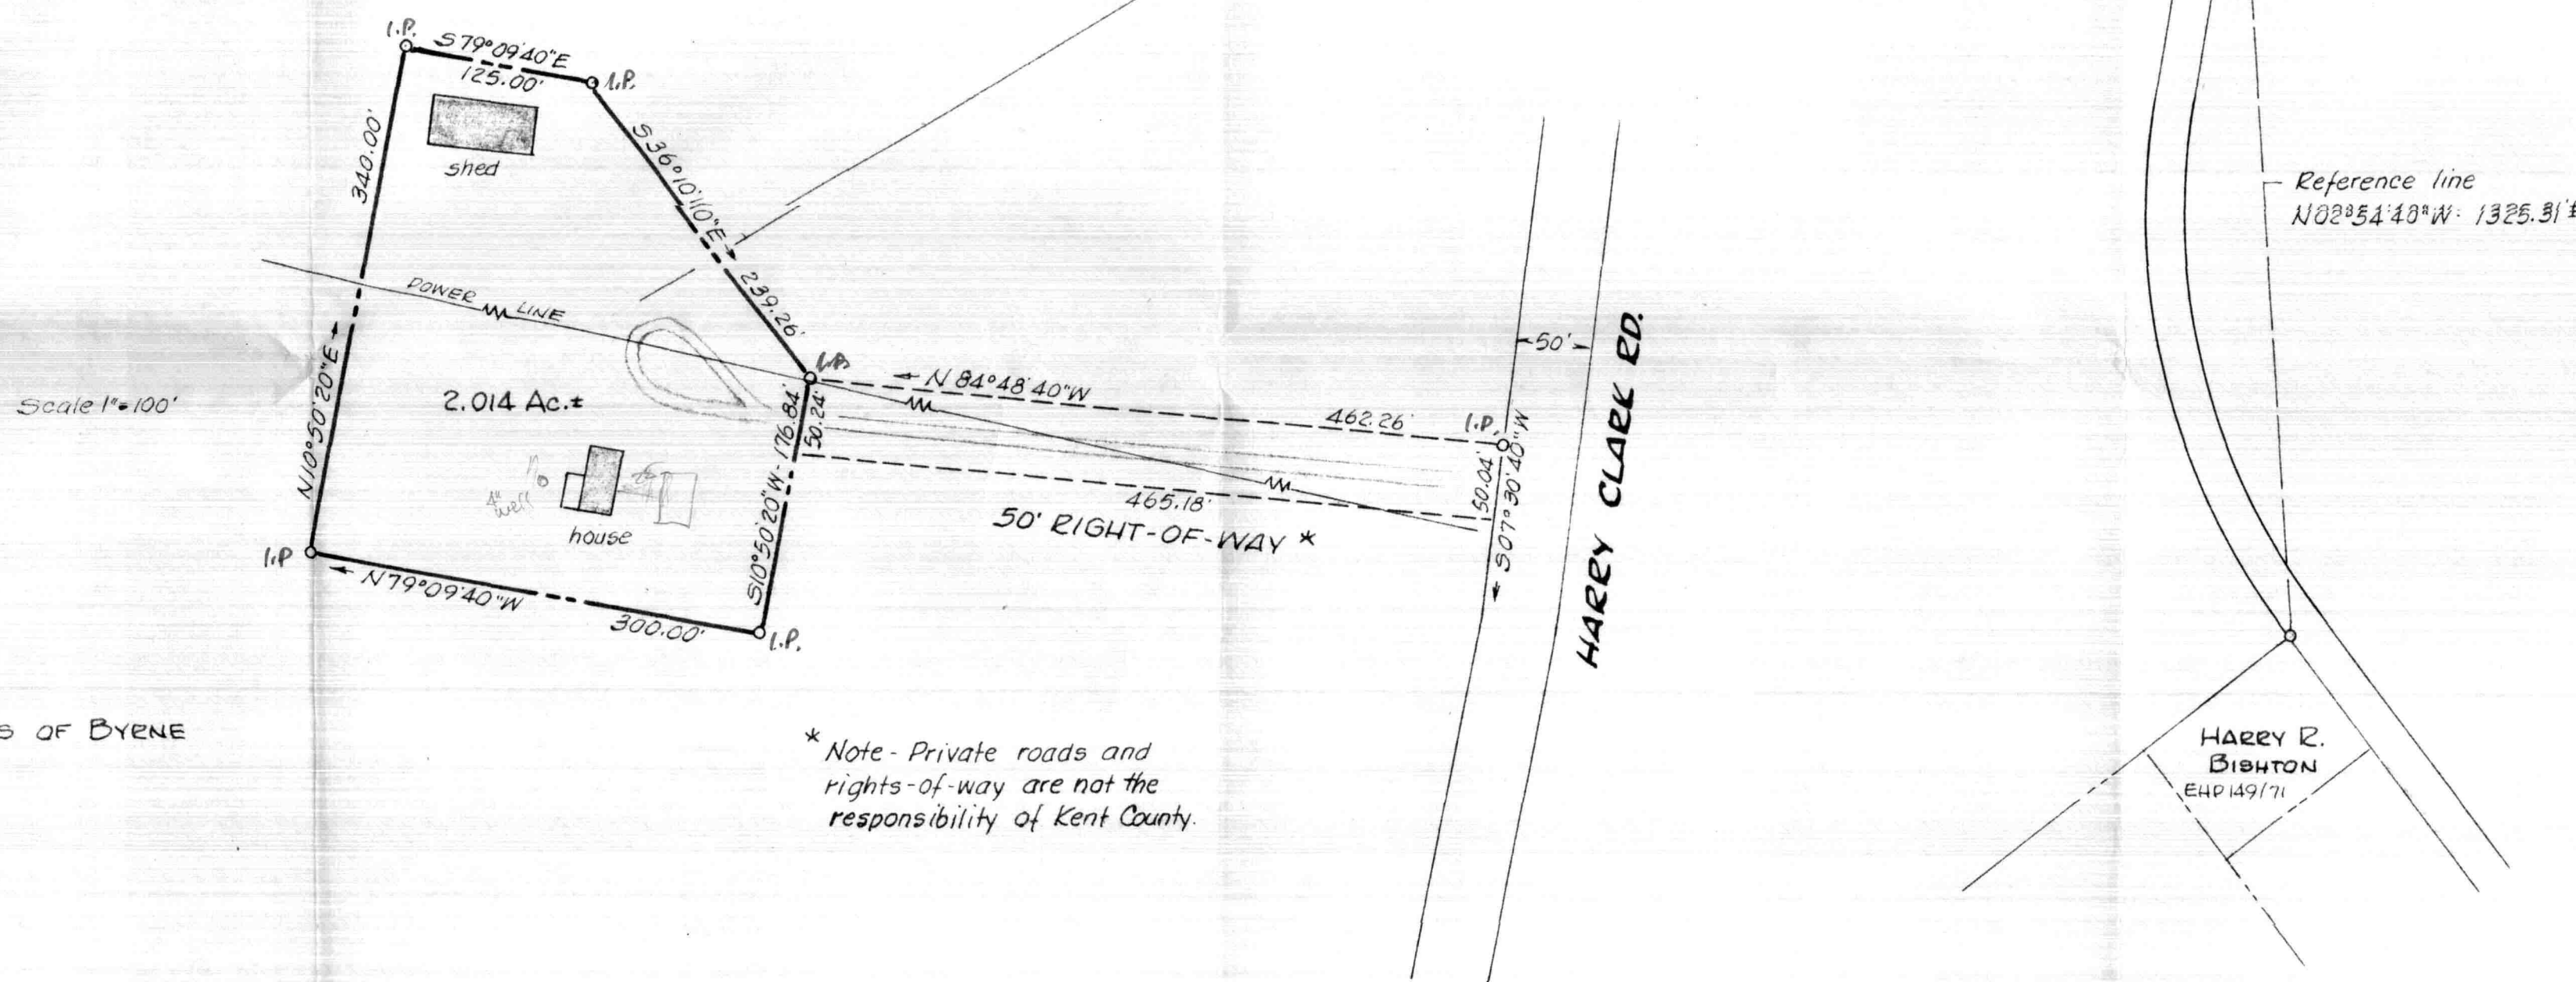 I.P.
S79°09'40"E
125.00'
I.P.
shed
340.00'
N10°50'20"E
S36°10'10"E
239.26'
POWER LINE
I.P.
Scale 1"=100'
2.014 Ac.±
4" well
house
S10°50'20"W - 176.84'
50.24'
I.P.
N79°09'40"W
300.00'
I.P.
N 84°48'40"W
462.26'
I.P.
465.18'
50' RIGHT-OF-WAY *
50.04'
S07°30'40"W
50'
HARRY CLARK RD.
Reference line
N02°54'40"W- 1325.31'±
S OF BYRNE
* Note - Private roads and
rights-of-way are not the
responsibility of Kent County.
HARRY R.
BISHTON
EHP 149/71